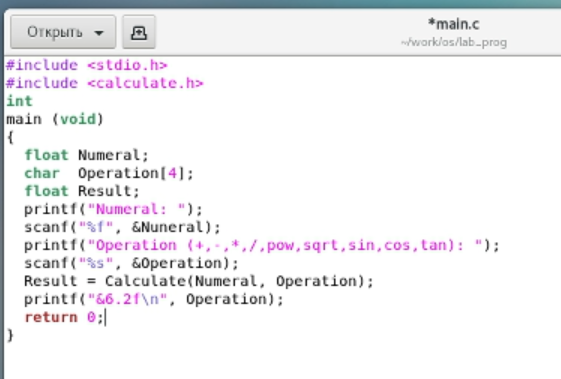 Открыть
*main.c
~/work/os/lab_prog
#include <stdio.h>
#include <calculate.h>
int
main (void)
{
  float Numeral;
  char  Operation[4];
  float Result;
  printf("Numeral: ");
  scanf("%f", &Nuneral);
  printf("Operation (+,-,*,/,pow,sqrt,sin,cos,tan): ");
  scanf("%s", &Operation);
  Result = Calculate(Numeral, Operation);
  printf("&6.2f\n", Operation);
  return 0;
}